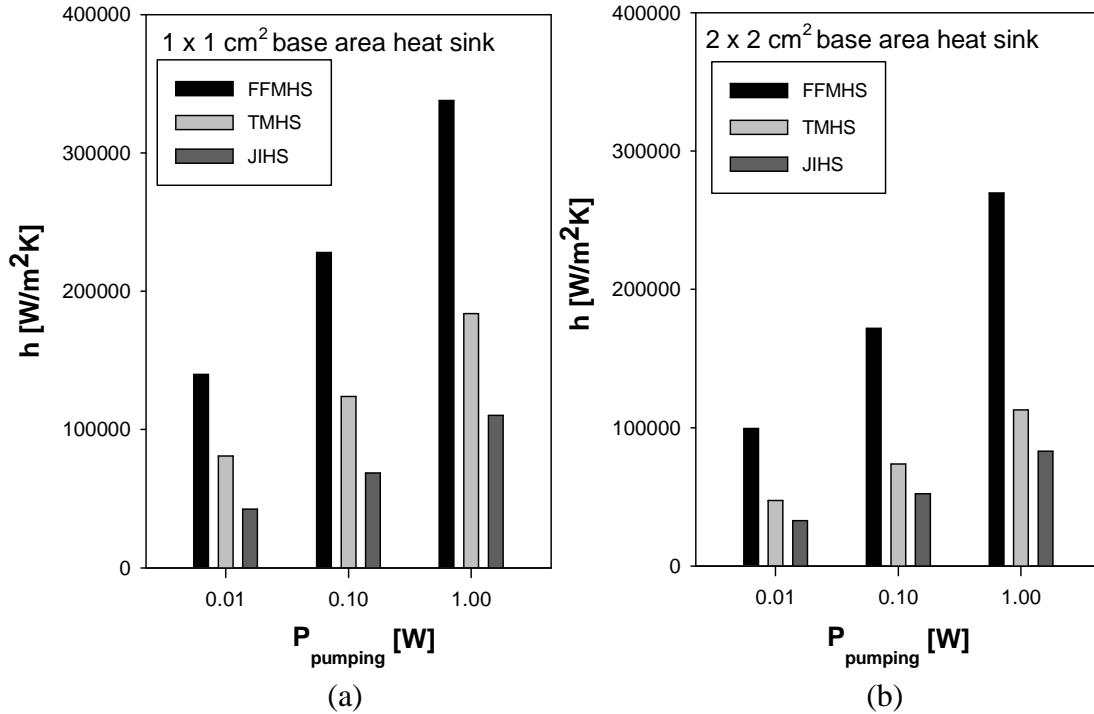 1 x 1 cm² base area heat sink
FFMHS
TMHS
JIHS
h [W/m²K]
400000
300000
200000
100000
0
0.01 0.10 1.00
P pumping [W]
(a)
2 x 2 cm² base area heat sink
FFMHS
TMHS
JIHS
h [W/m²K]
400000
300000
200000
100000
0
0.01 0.10 1.00
P pumping [W]
(b)